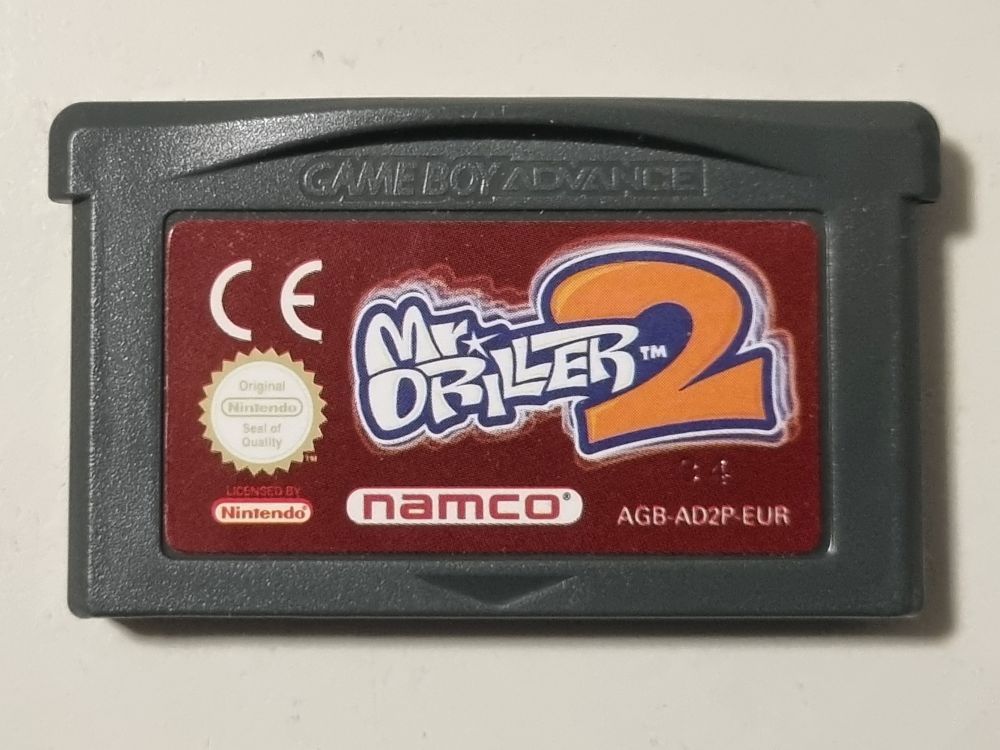 GAME BOY ADVANCE
CE
Mr. DRILLER™ 2
Original
Nintendo
Seal of
Quality
™
LICENSED BY
Nintendo®
namco®
AGB-AD2P-EUR